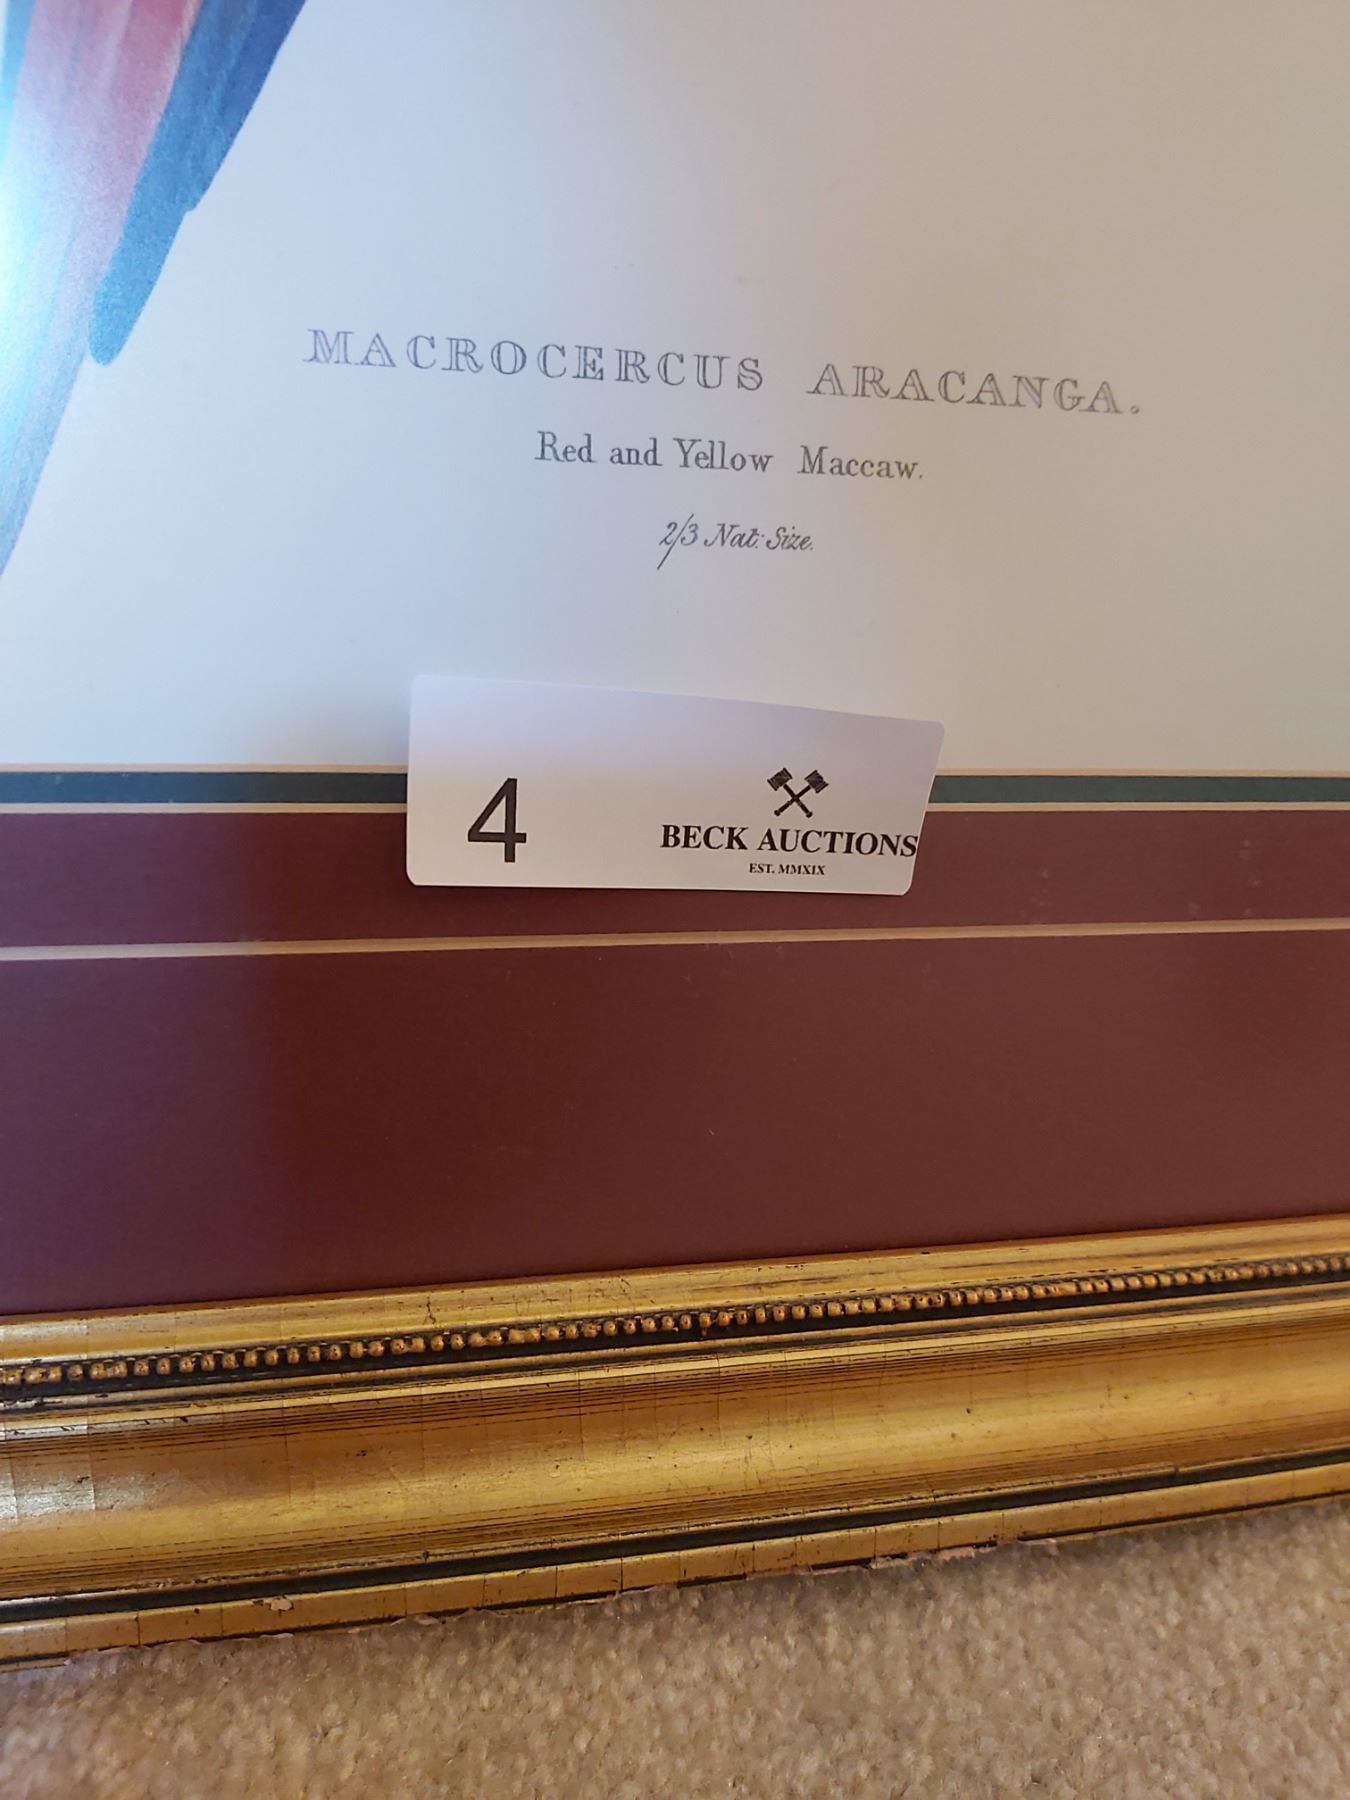 MACROCERCUS ARACANGA.
Red and Yellow Maccaw.
2/3 Nat: Size.
4
BECK AUCTIONS
EST. MMXIX